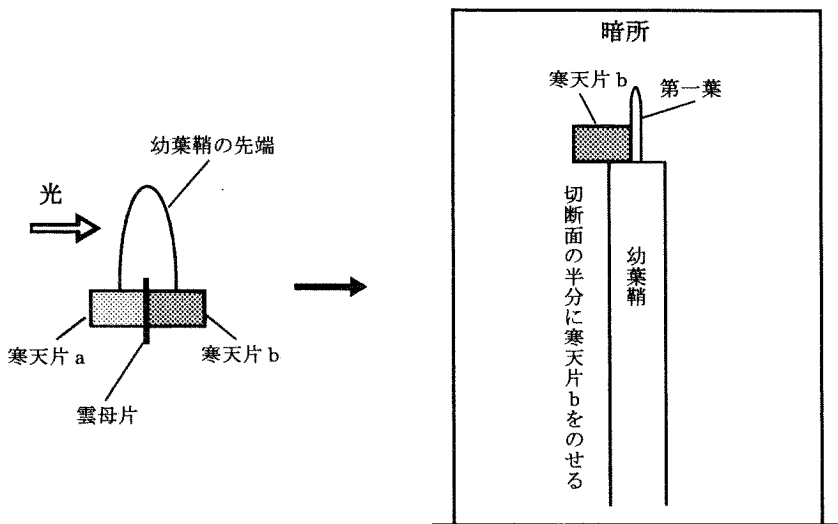 幼葉鞘の先端
光
寒天片 a
寒天片 b
雲母片
暗所
寒天片 b
第一葉
切断面の半分に寒天片 b をのせる
幼葉鞘